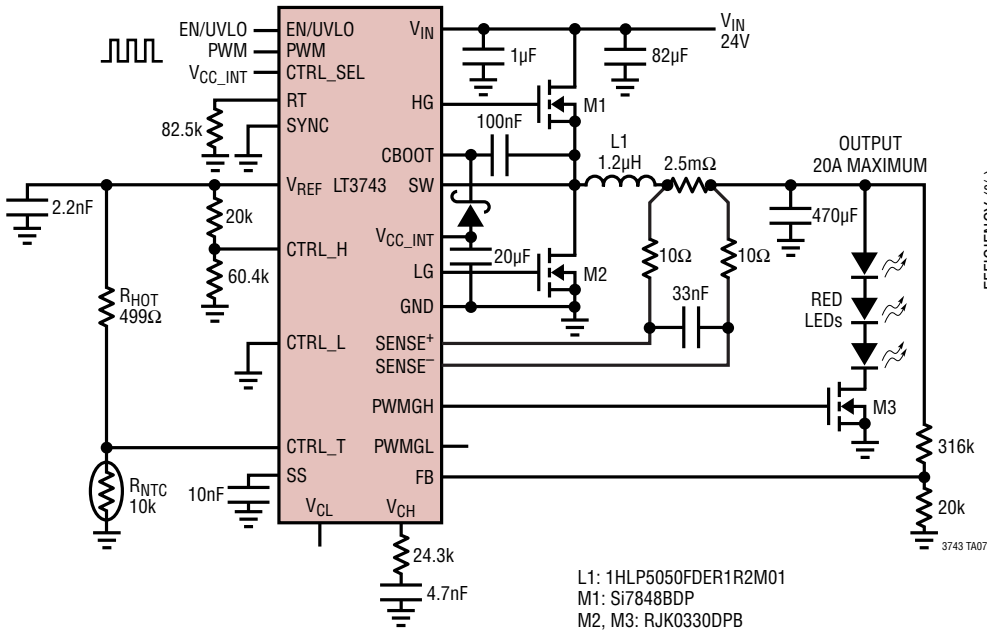 EN/UVLO
PWM
VCC_INT
82.5k
2.2nF
RHOT
499Ω
20k
60.4k
RNTC
10k
10nF
EN/UVLO
PWM
CTRL_SEL
RT
SYNC
VREF LT3743
CTRL_H
CTRL_L
CTRL_T
SS
VCL
VCH
VIN
HG
CBOOT
SW
VCC_INT
LG
GND
SENSE+
SENSE–
PWMGH
PWMGL
FB
24.3k
4.7nF
1µF
82µF
VIN
24V
M1
100nF
L1
1.2µH
2.5mΩ
OUTPUT
20A MAXIMUM
20µF
M2
10Ω
10Ω
33nF
470µF
RED
LEDs
M3
316k
20k
3743 TA07
L1: 1HLP5050FDER1R2M01
M1: Si7848BDP
M2, M3: RJK0330DPB